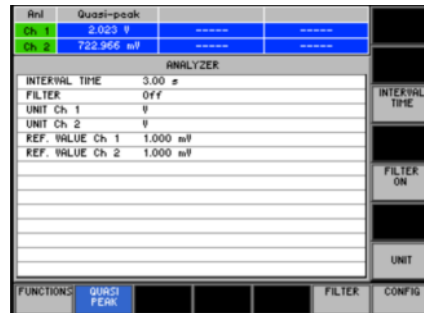 Anl Quasi-peak
Ch 1 2.023 V ----- -----
Ch 2 722.966 mV ----- -----
ANALYZER
INTERVAL TIME 3.00 s
FILTER Off
UNIT Ch 1 V
UNIT Ch 2 V
REF. VALUE Ch 1 1.000 mV
REF. VALUE Ch 2 1.000 mV
INTERVAL
TIME
FILTER
ON
UNIT
FUNCTIONS QUASI PEAK FILTER CONFIG